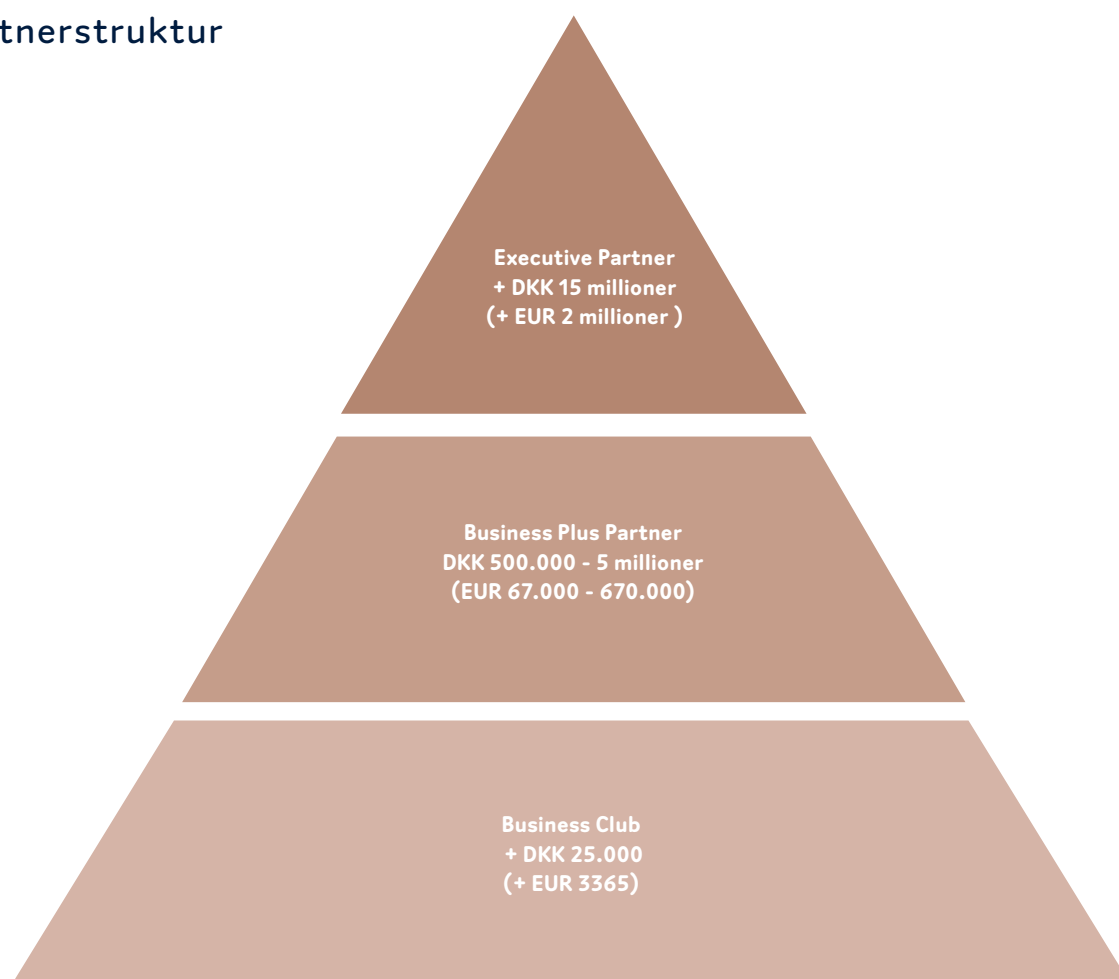 tnerstruktur
Executive Partner
+ DKK 15 millioner
(+ EUR 2 millioner )
Business Plus Partner
DKK 500.000 - 5 millioner
(EUR 67.000 - 670.000)
Business Club
+ DKK 25.000
(+ EUR 3365)